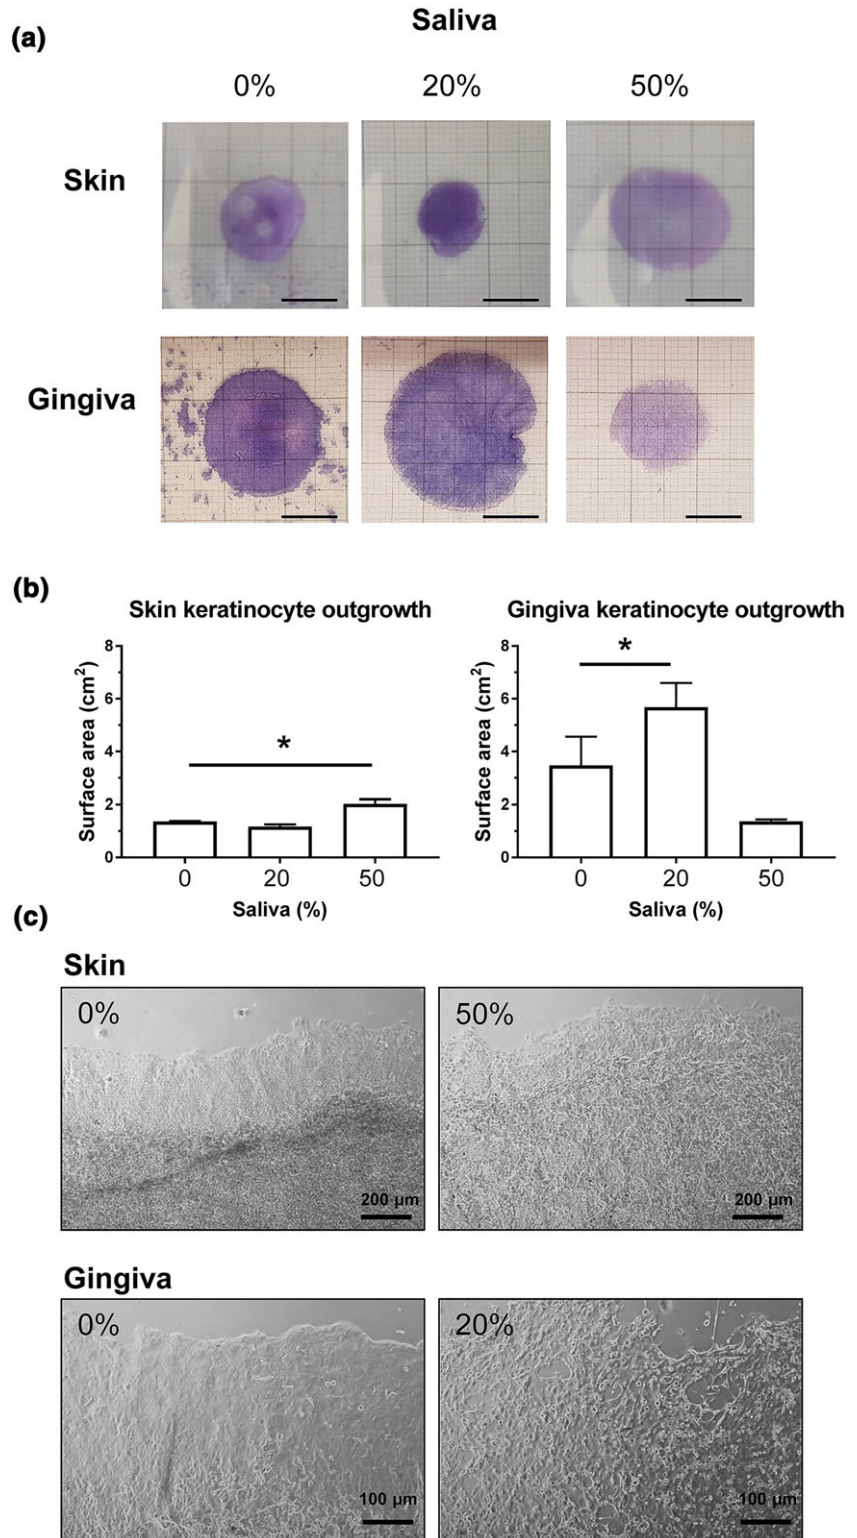 (a)
Saliva
0% 20% 50%
Skin
Gingiva
(b)
Skin keratinocyte outgrowth
Surface area (cm²)
8
6
4
2
0
*
0 20 50
Saliva (%)
Gingiva keratinocyte outgrowth
Surface area (cm²)
8
6
4
2
0
*
0 20 50
Saliva (%)
(c)
Skin
0%
200 μm
50%
200 μm
Gingiva
0%
100 μm
20%
100 μm